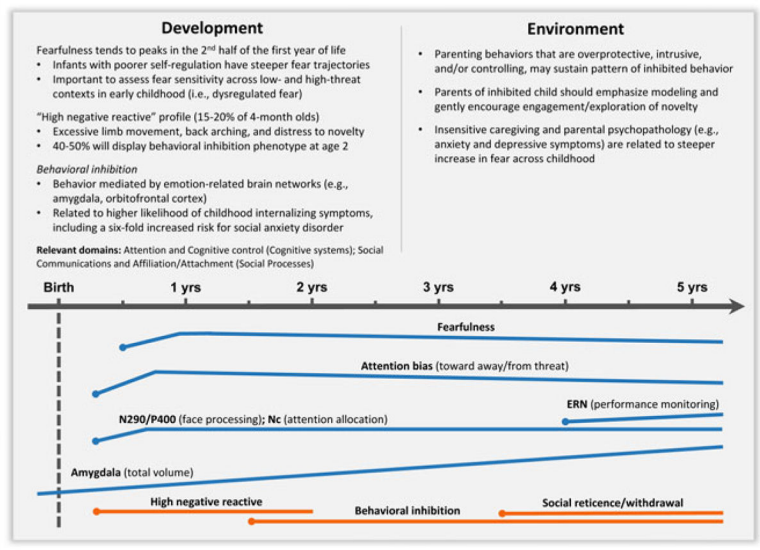 Development
Fearfulness tends to peaks in the 2nd half of the first year of life
• Infants with poorer self-regulation have steeper fear trajectories
• Important to assess fear sensitivity across low- and high-threat
contexts in early childhood (i.e., dysregulated fear)
"High negative reactive" profile (15-20% of 4-month olds)
• Excessive limb movement, back arching, and distress to novelty
• 40-50% will display behavioral inhibition phenotype at age 2
Behavioral inhibition
• Behavior mediated by emotion-related brain networks (e.g.,
amygdala, orbitofrontal cortex)
• Related to higher likelihood of childhood internalizing symptoms,
including a six-fold increased risk for social anxiety disorder
Relevant domains: Attention and Cognitive control (Cognitive systems); Social
Communications and Affiliation/Attachment (Social Processes)
Environment
• Parenting behaviors that are overprotective, intrusive,
and/or controlling, may sustain pattern of inhibited behavior
• Parents of inhibited child should emphasize modeling and
gently encourage engagement/exploration of novelty
• Insensitive caregiving and parental psychopathology (e.g.,
anxiety and depressive symptoms) are related to steeper
increase in fear across childhood
Birth 1 yrs 2 yrs 3 yrs 4 yrs 5 yrs
Fearfulness
Attention bias (toward away/from threat)
ERN (performance monitoring)
N290/P400 (face processing); Nc (attention allocation)
Amygdala (total volume)
High negative reactive
Behavioral inhibition
Social reticence/withdrawal